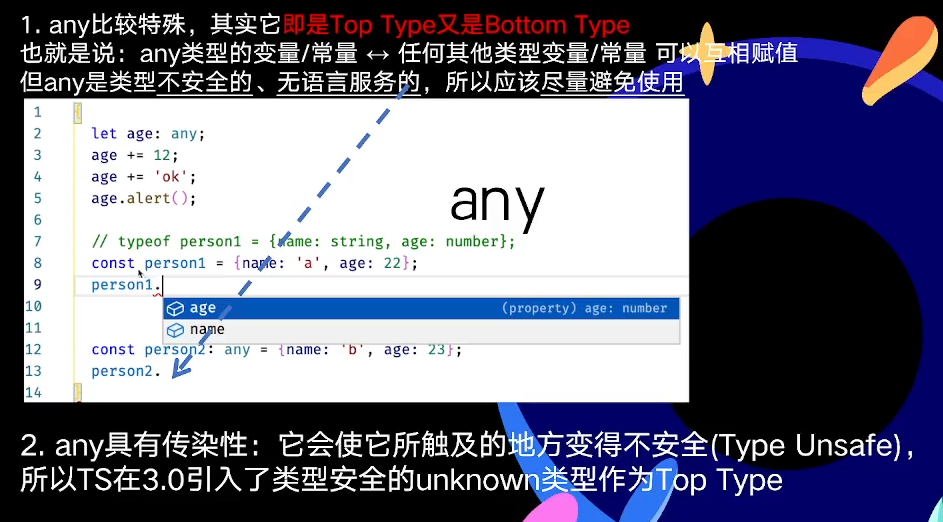 1. any比较特殊，其实它即是Top Type又是Bottom Type
也就是说：any类型的变量/常量 ↔ 任何其他类型变量/常量 可以互相赋值
但any是类型不安全的、无语言服务的，所以应该尽量避免使用
1 {
2 let age: any;
3 age += 12;
4 age += 'ok';
5 age.alert();
any
6
7 // typeof person1 = {name: string, age: number};
8 const person1 = {name: 'a', age: 22};
9 person1.
10 age (property) age: number
11 name
12 const person2: any = {name: 'b', age: 23};
13 person2.
14 }
2. any具有传染性：它会使它所触及的地方变得不安全(Type Unsafe)，
所以TS在3.0引入了类型安全的unknown类型作为Top Type